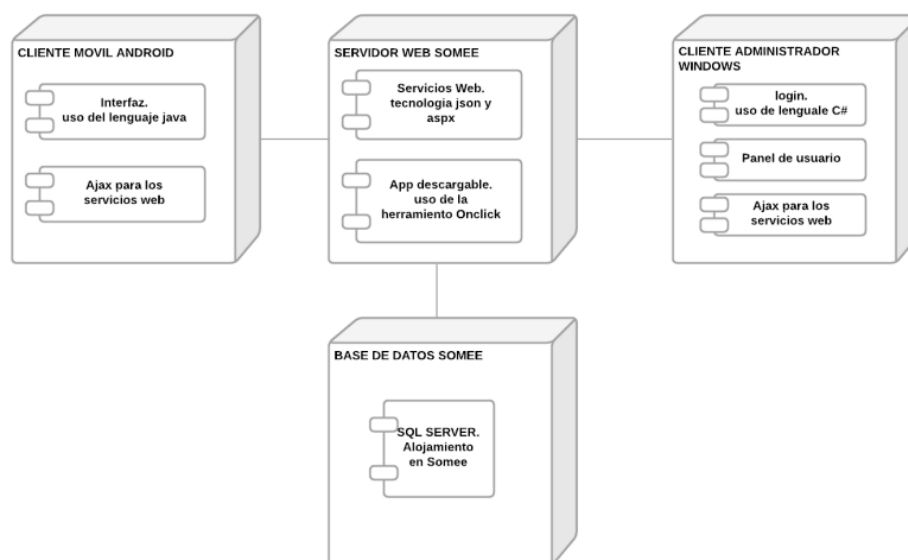 CLIENTE MOVIL ANDROID
Interfaz.
uso del lenguaje java
Ajax para los
servicios web
SERVIDOR WEB SOMEE
Servicios Web.
tecnologia json y
aspx
App descargable.
uso de la
herramiento Onclick
CLIENTE ADMINISTRADOR
WINDOWS
login.
uso de lenguale C#
Panel de usuario
Ajax para los
servicios web
BASE DE DATOS SOMEE
SQL SERVER.
Alojamiento
en Somee